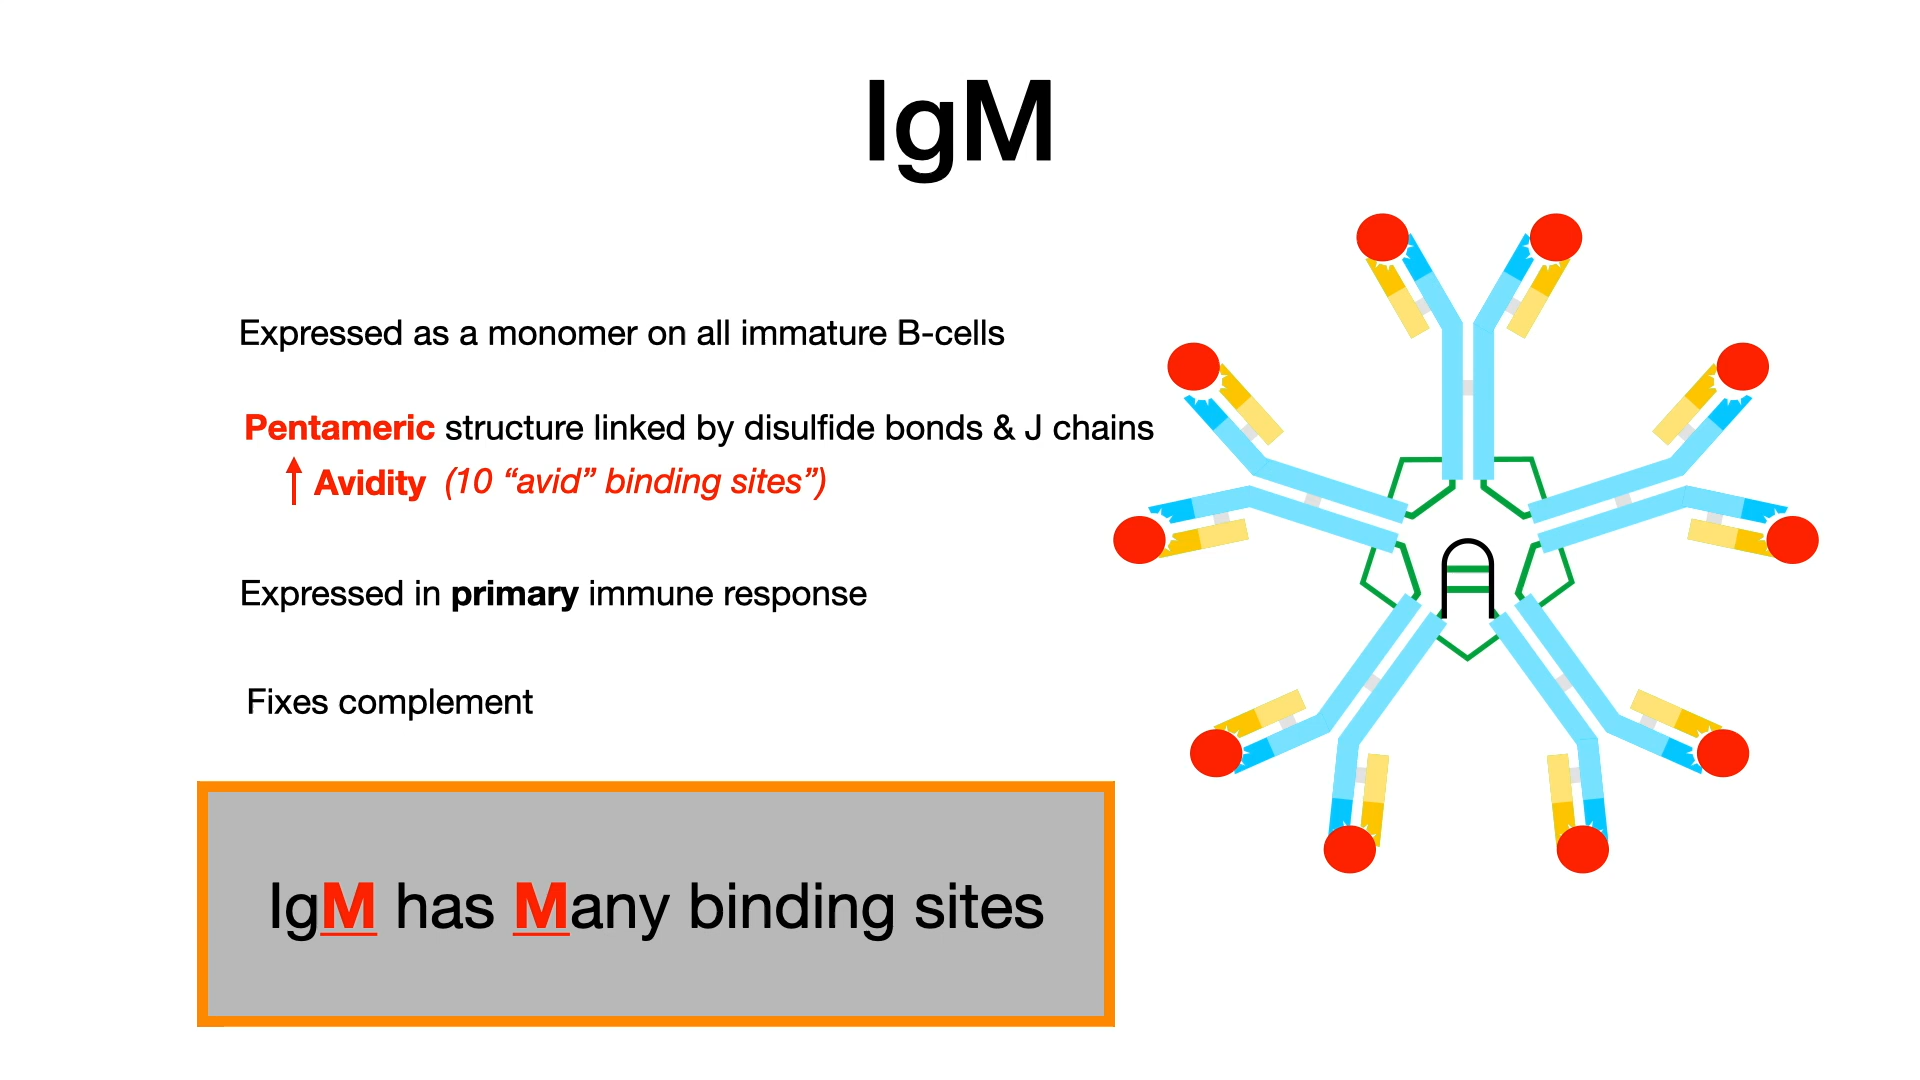 IgM
Expressed as a monomer on all immature B-cells
Pentameric structure linked by disulfide bonds & J chains
Avidity (10 “avid” binding sites”)
Expressed in primary immune response
Fixes complement
IgM has Many binding sites